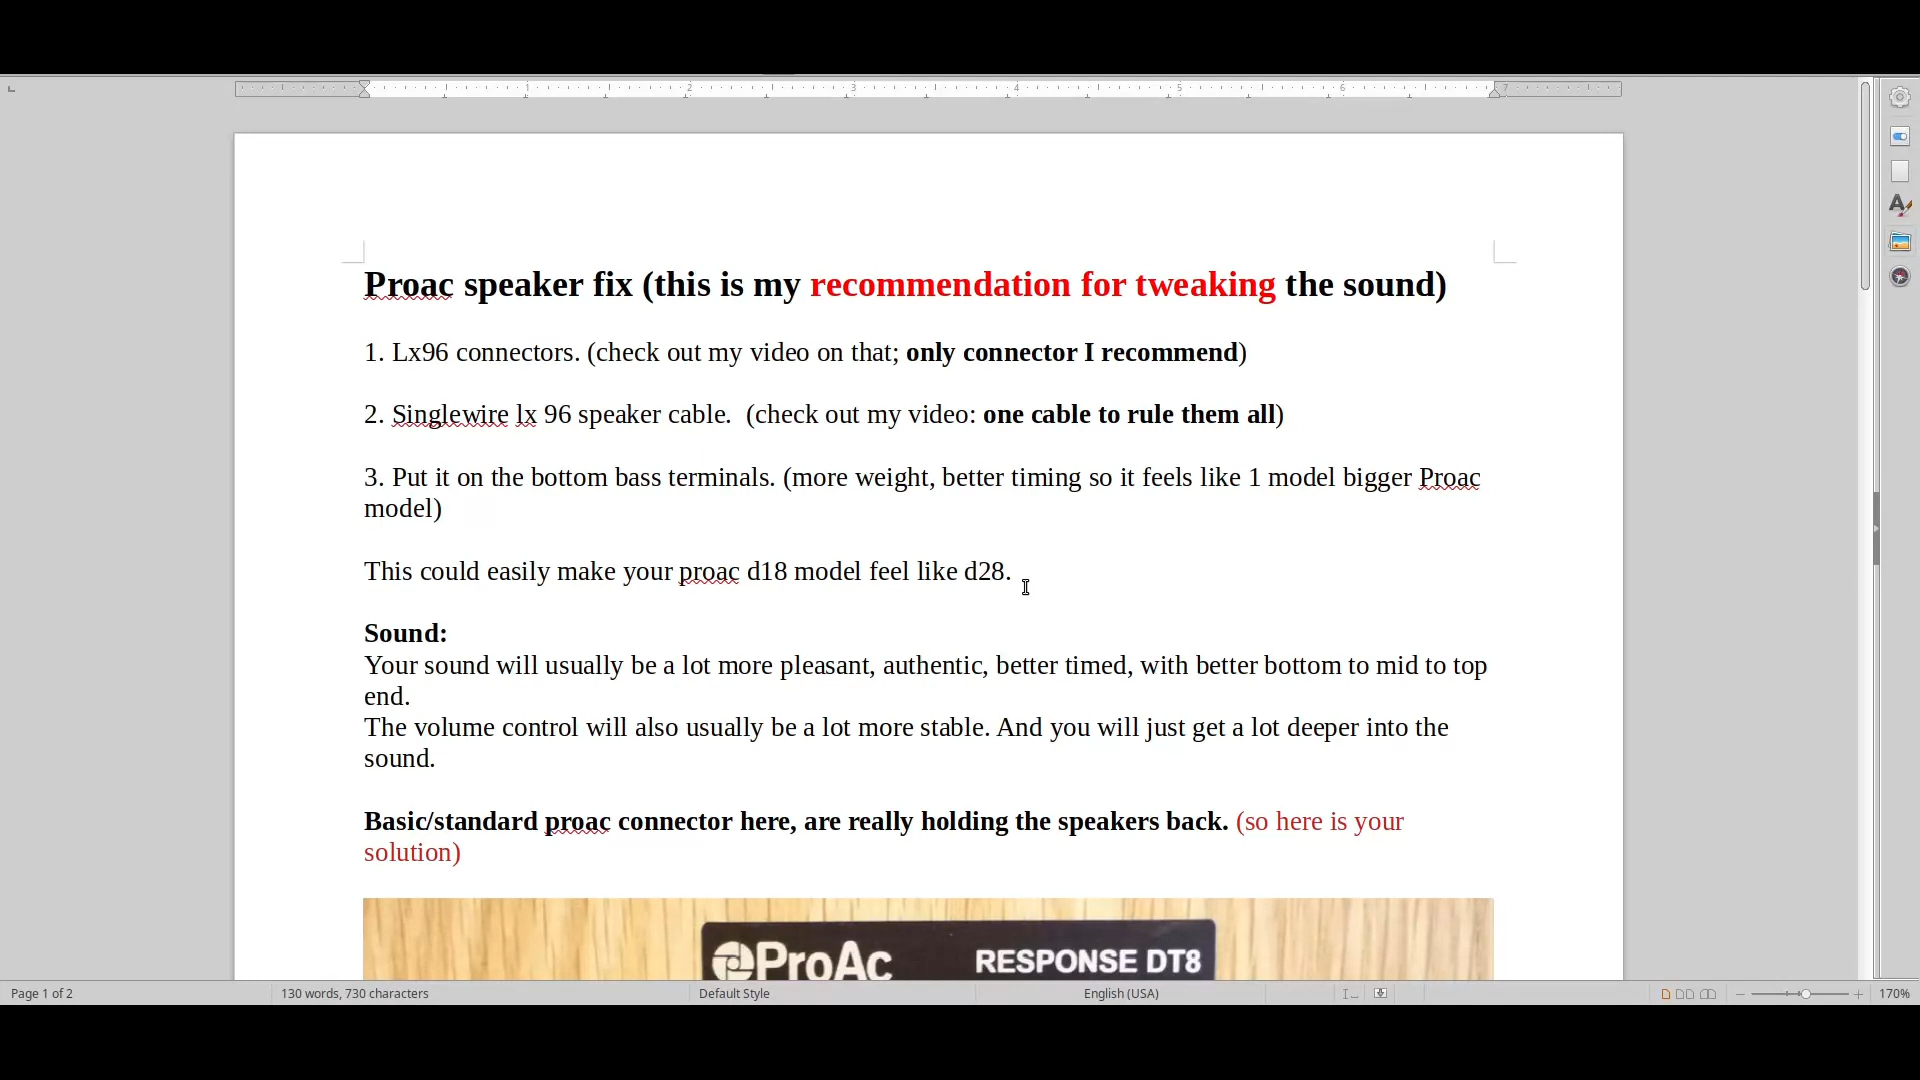 1 2 3 4 5 6 7
Proac speaker fix (this is my recommendation for tweaking the sound)
1. Lx96 connectors. (check out my video on that; only connector I recommend)
2. Singlewire lx 96 speaker cable.  (check out my video: one cable to rule them all)
3. Put it on the bottom bass terminals. (more weight, better timing so it feels like 1 model bigger Proac
model)
This could easily make your proac d18 model feel like d28.
Sound:
Your sound will usually be a lot more pleasant, authentic, better timed, with better bottom to mid to top
end.
The volume control will also usually be a lot more stable. And you will just get a lot deeper into the
sound.
Basic/standard proac connector here, are really holding the speakers back. (so here is your
solution)
ProAc RESPONSE DT8
Page 1 of 2 130 words, 730 characters Default Style English (USA) 170%